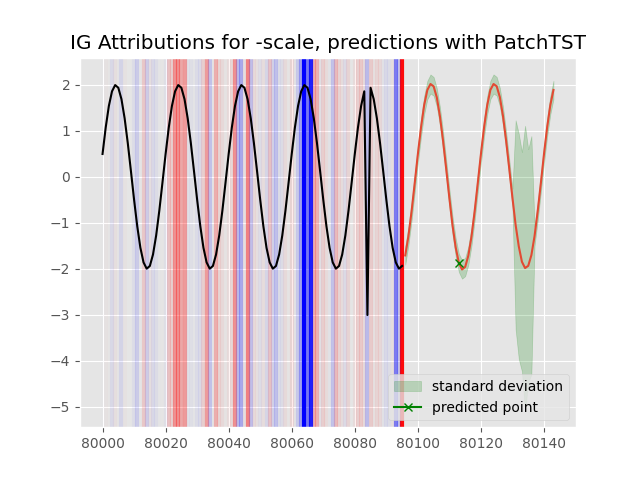 IG Attributions for -scale, predictions with PatchTST
2
1
0
−1
−2
−3
−4
−5
standard deviation
predicted point
80000 80020 80040 80060 80080 80100 80120 80140